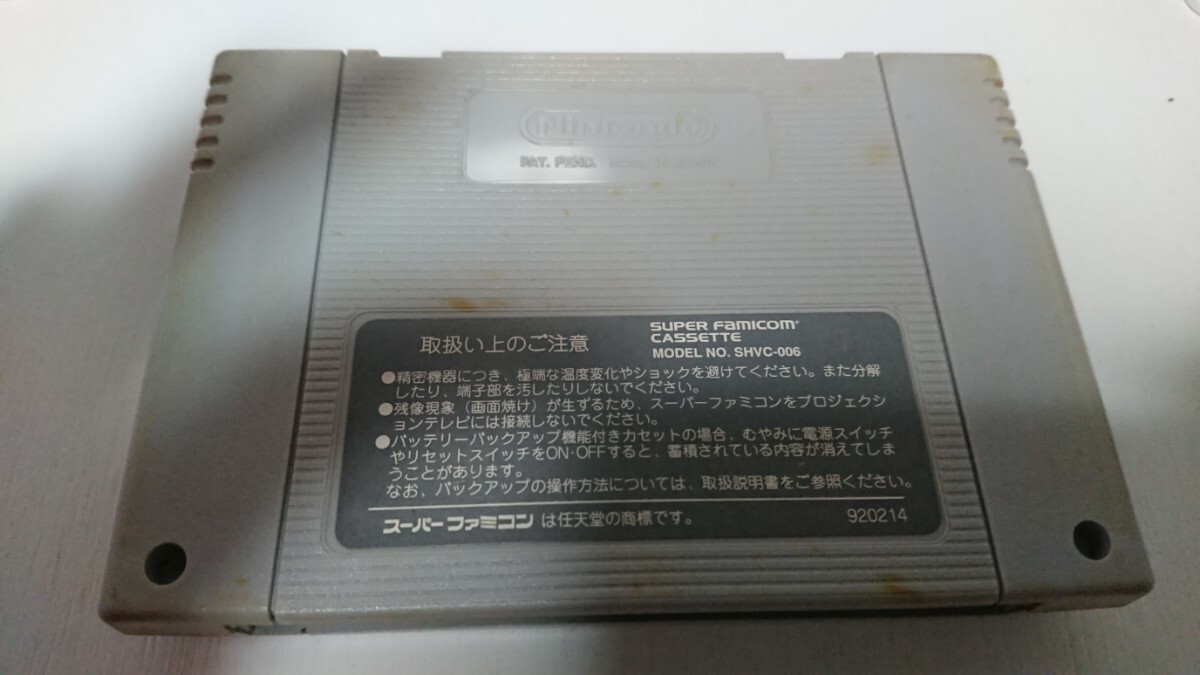 Nintendo
PAT. PEND.
取扱い上のご注意
SUPER FAMICOM
CASSETTE
MODEL NO. SHVC-006
●精密機器につき、極端な温度変化やショックを避けてください。また分解
したり、端子部を汚したりしないでください。
●残像現象（画面焼け）が生ずるため、スーパーファミコンをプロジェクシ
ョンテレビには接続しないでください。
●バッテリーバックアップ機能付きカセットの場合、むやみに電源スイッチ
やリセットスイッチをON・OFFすると、蓄積されている内容が消えてしま
うことがあります。
なお、バックアップの操作方法については、取扱説明書をご参照ください。
スーパーファミコンは任天堂の商標です。
920214